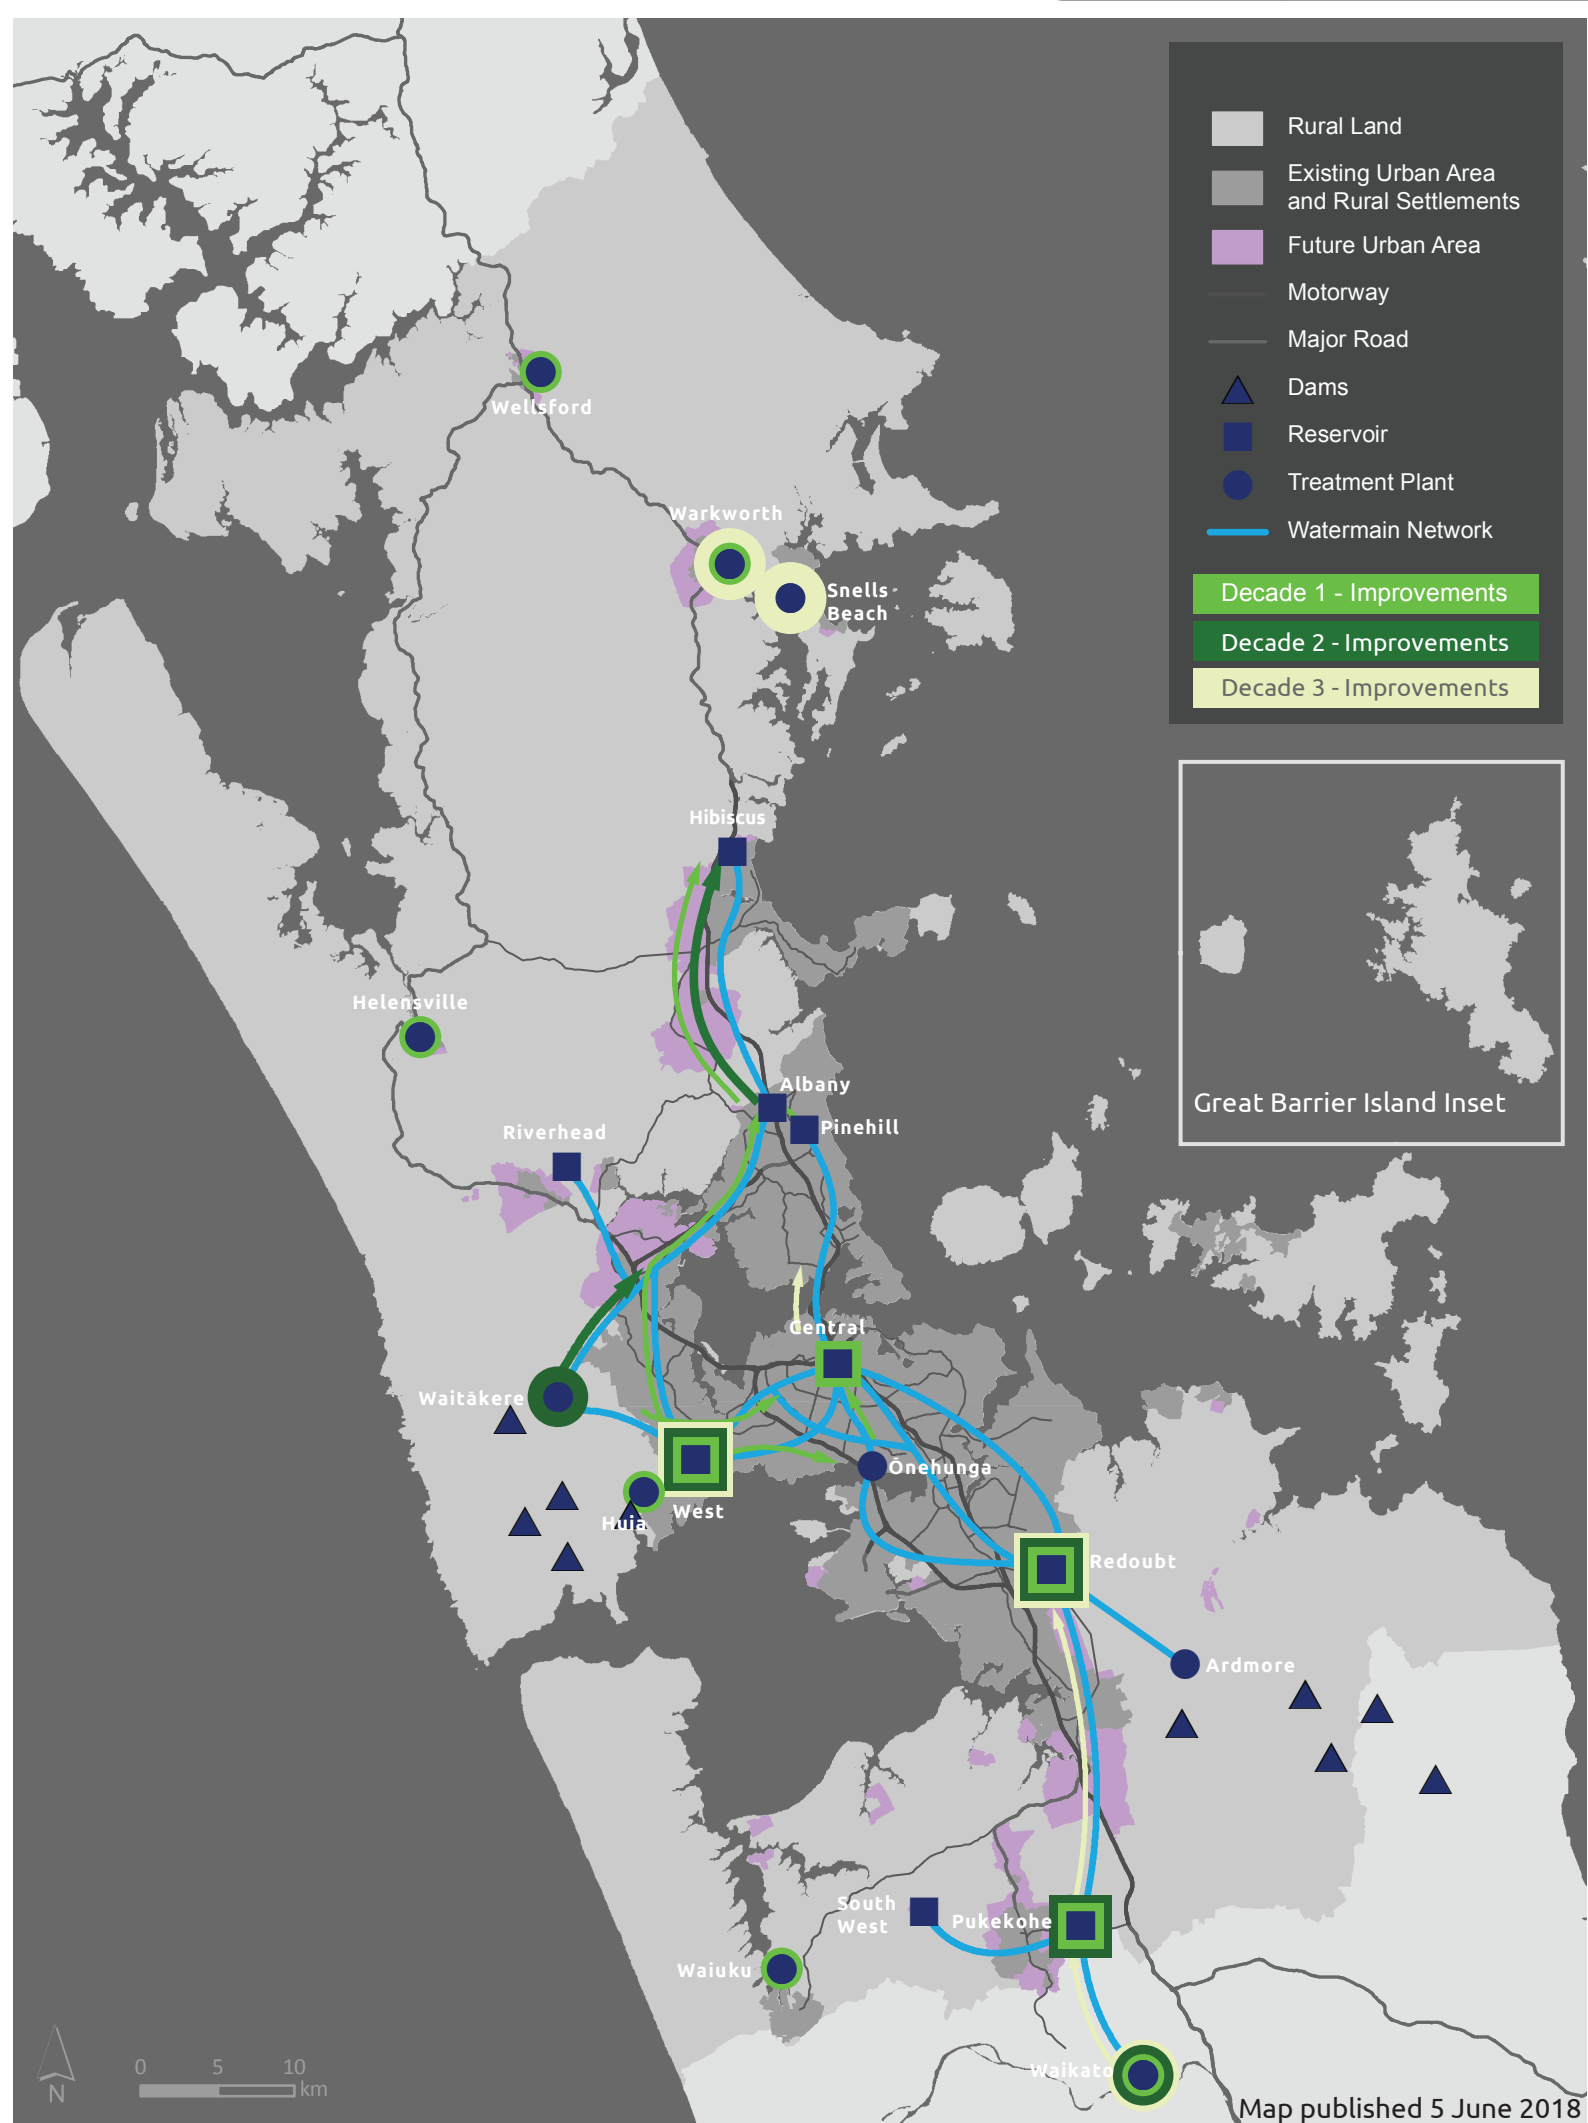 Rural Land
Existing Urban Area
and Rural Settlements
Future Urban Area
Motorway
Major Road
Dams
Reservoir
Treatment Plant
Watermain Network
Decade 1 - Improvements
Decade 2 - Improvements
Decade 3 - Improvements
Wellsford
Warkworth
Snells
Beach
Hibiscus
Helensville
Albany
Pinehill
Riverhead
Great Barrier Island Inset
Central
Waitākere
Ōnehunga
West
Huia
Redoubt
Ardmore
South
West
Pukekohe
Waiuku
Waikato
0 5 10
km
N
Map published 5 June 2018